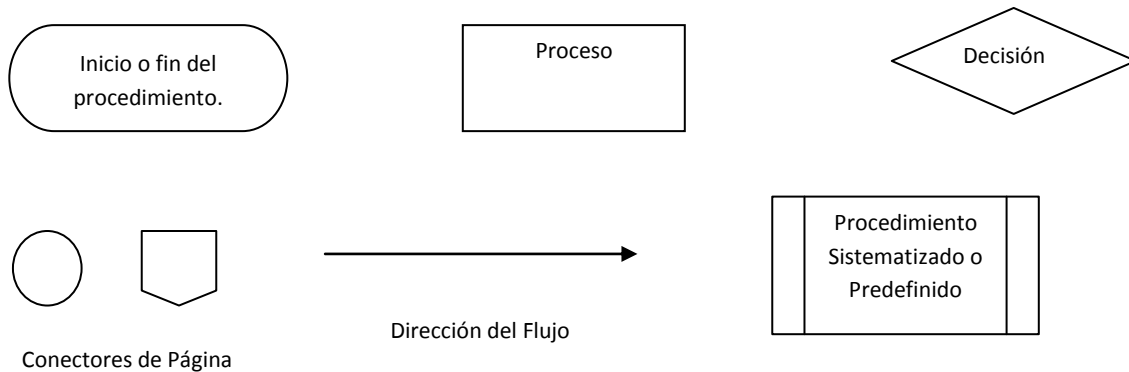 Inicio o fin del
procedimiento.
Proceso
Decisión
Procedimiento
Sistematizado o
Predefinido
Dirección del Flujo
Conectores de Página